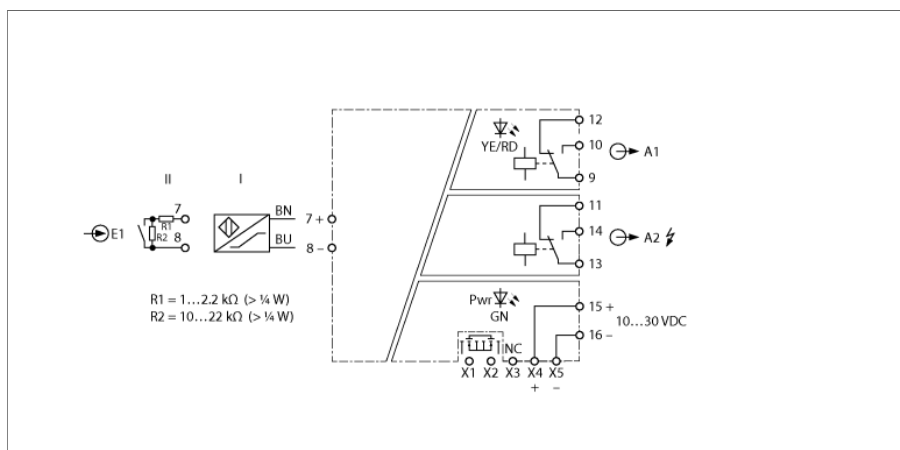 12
YE/RD
10
A1
9
II
I
7
BN
7 +
11
E1
R1
R2
8
BU
8 –
14
A2
13
R1 = 1…2.2 kΩ (> ¼ W)
R2 = 10…22 kΩ (> ¼ W)
Pwr
GN
15 +
10…30 VDC
16 –
NC
X1 X2 X3 X4 X5
+ –